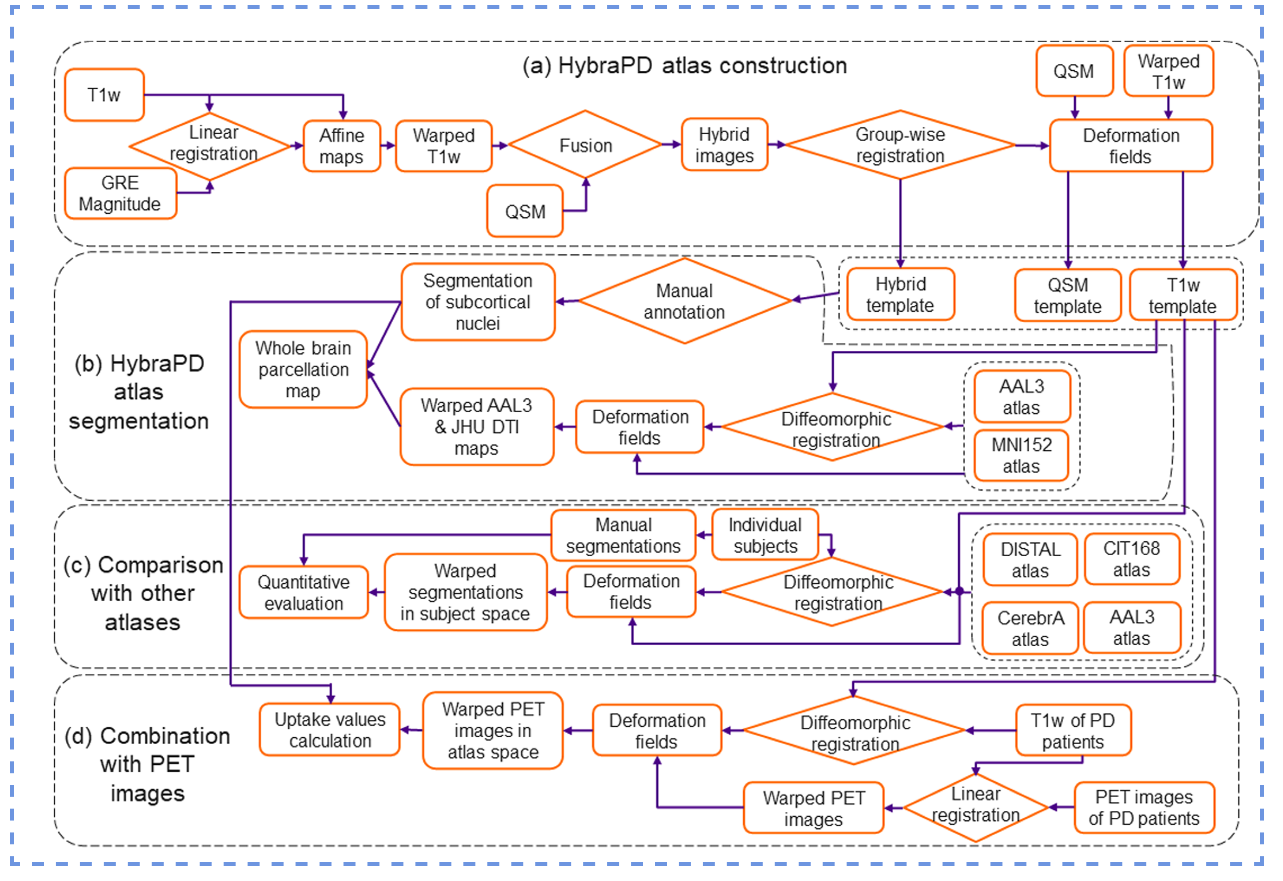 (a) HybraPD atlas construction
T1w
Linear
registration
GRE
Magnitude
Affine
maps
Warped
T1w
Fusion
QSM
Hybrid
images
Group-wise
registration
QSM
Warped
T1w
Deformation
fields
Hybrid
template
QSM
template
T1w
template
(b) HybraPD
atlas
segmentation
Manual
annotation
Segmentation
of subcortical
nuclei
Whole brain
parcellation
map
Warped AAL3
& JHU DTI
maps
Deformation
fields
Diffeomorphic
registration
AAL3
atlas
MNI152
atlas
(c) Comparison
with other
atlases
Manual
segmentations
Individual
subjects
Quantitative
evaluation
Warped
segmentations
in subject space
Deformation
fields
Diffeomorphic
registration
DISTAL
atlas
CIT168
atlas
CerebrA
atlas
AAL3
atlas
(d) Combination
with PET
images
Uptake values
calculation
Warped PET
images in
atlas space
Deformation
fields
Diffeomorphic
registration
T1w of PD
patients
Warped PET
images
Linear
registration
PET images
of PD patients